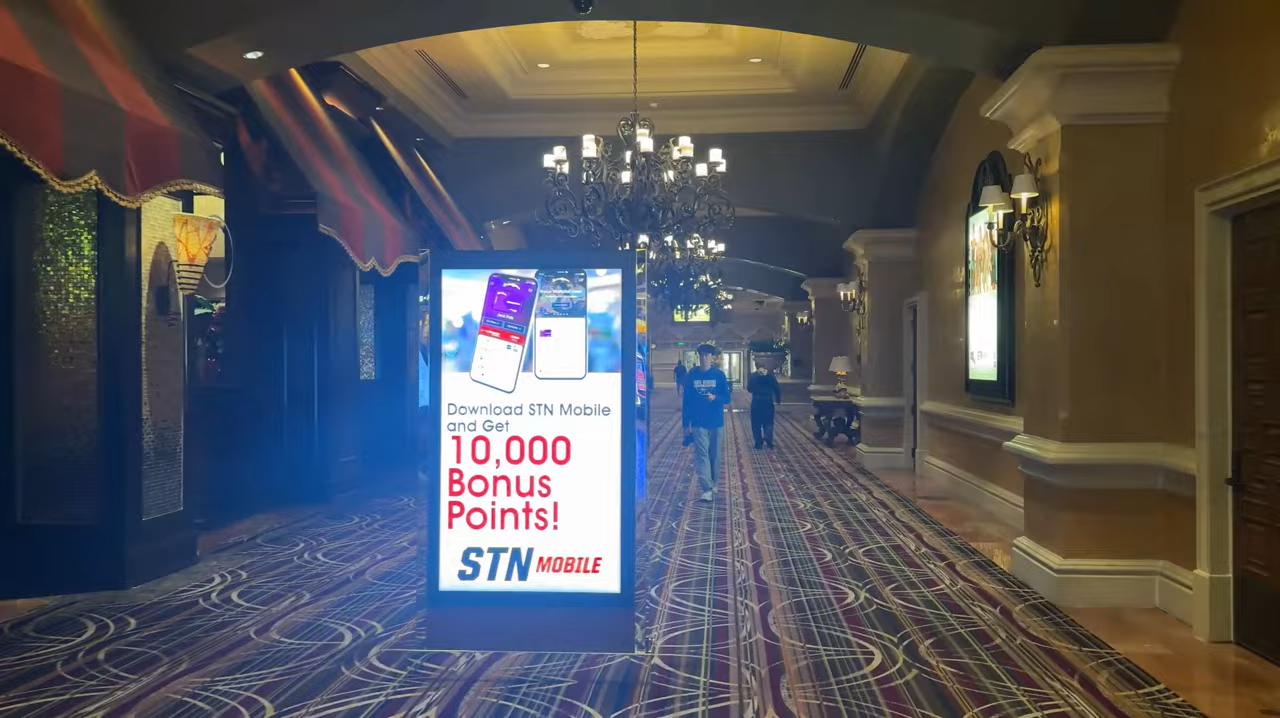 Download STN Mobile
and Get
10,000
Bonus
Points!
STN MOBILE